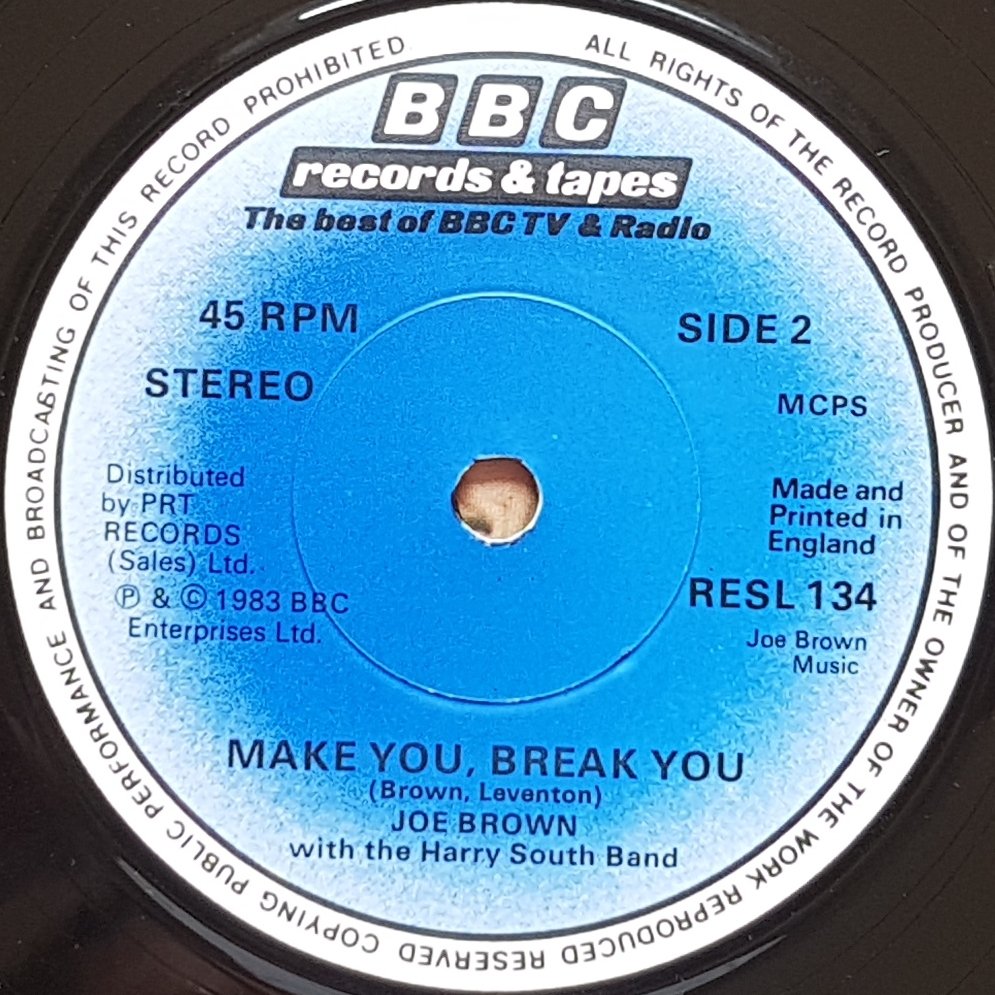 ALL RIGHTS OF THE RECORD PRODUCER AND OF THE OWNER OF THE WORK REPRODUCED RESERVED COPYING PUBLIC PERFORMANCE AND BROADCASTING OF THIS RECORD PROHIBITED
BBC
records & tapes
The best of BBC TV & Radio
45 RPM
STEREO
SIDE 2
MCPS
Distributed
by PRT
RECORDS
(Sales) Ltd.
℗ & © 1983 BBC
Enterprises Ltd.
Made and
Printed in
England
RESL 134
Joe Brown
Music
MAKE YOU, BREAK YOU
(Brown, Leventon)
JOE BROWN
with the Harry South Band